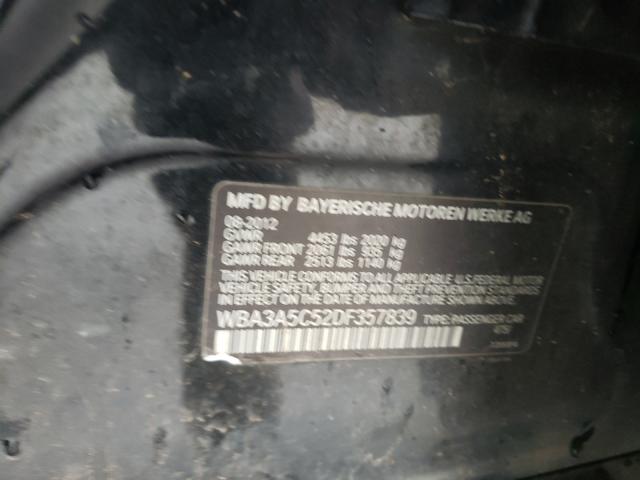 MFD BY BAYERISCHE MOTOREN WERKE AG
08-2012
GVWR 4453 lbs 2020 kg
GAWR FRONT 2061 lbs 935 kg
GAWR REAR 2513 lbs 1140 kg
THIS VEHICLE CONFORMS TO ALL APPLICABLE U.S. FEDERAL MOTOR
VEHICLE SAFETY, BUMPER AND THEFT PREVENTION STANDARDS
IN EFFECT ON THE DATE OF MANUFACTURE SHOWN ABOVE.
WBA3A5C52DF357839 TYPE: PASSENGER CAR